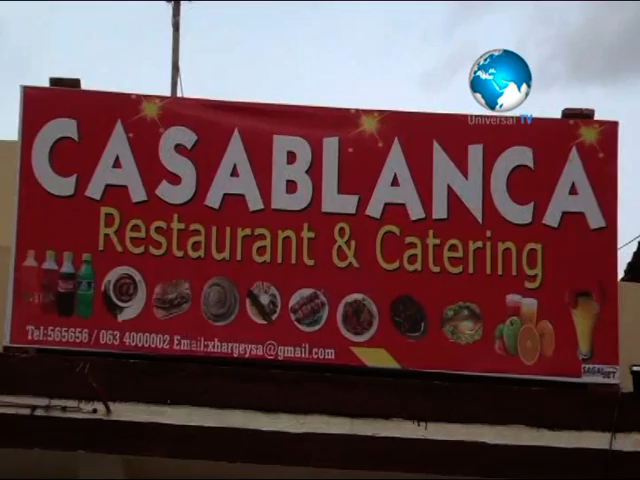 Universal TV
CASABLANCA
Restaurant & Catering
Tel:565656 / 063 4000002 Email:xhargeysa@gmail.com